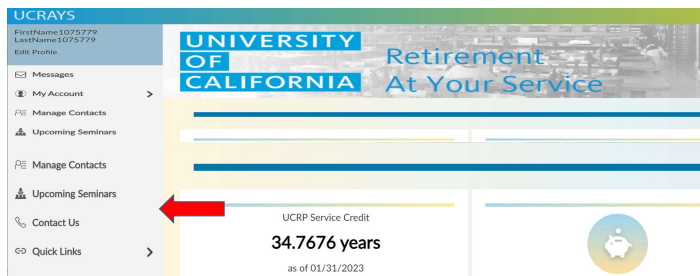 UCRAYS
FirstName1075779
LastName1075779
Edit Profile
Messages
My Account
Manage Contacts
Upcoming Seminars
Manage Contacts
Upcoming Seminars
Contact Us
Quick Links
UNIVERSITY
OF
CALIFORNIA
Retirement
At Your Service
UCRP Service Credit
34.7676 years
as of 01/31/2023